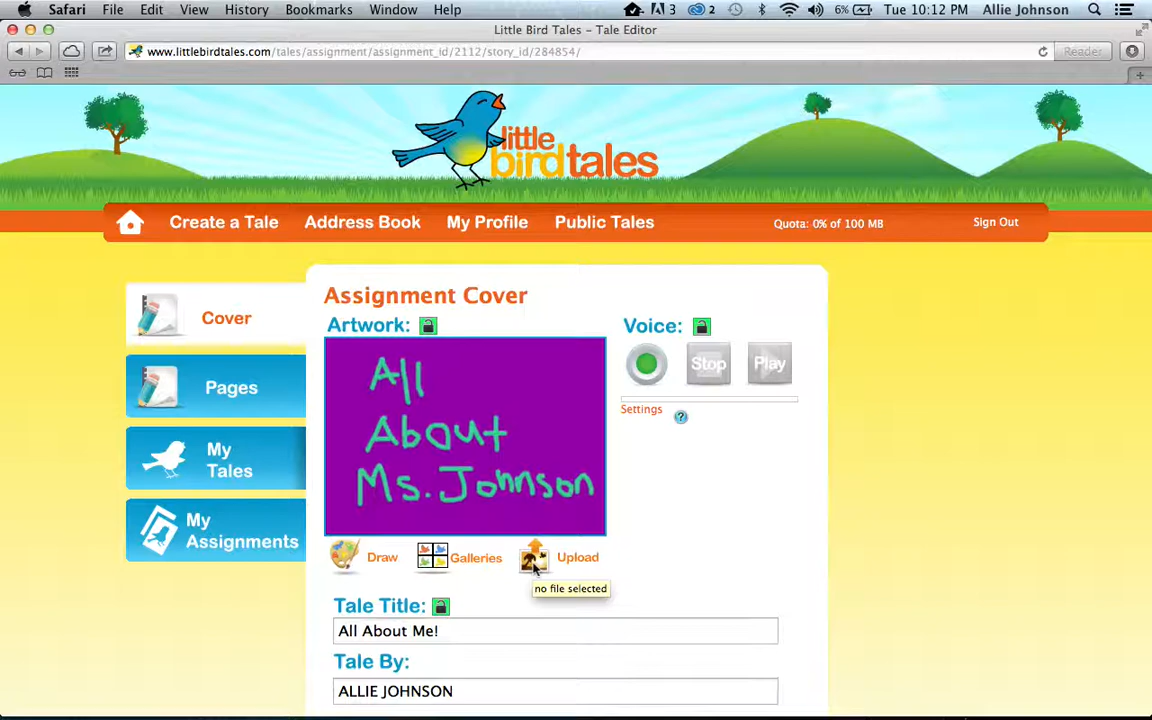 Safari File Edit View History Bookmarks Window Help 3 2 6% Tue 10:12 PM Allie Johnson
Little Bird Tales – Tale Editor
www.littlebirdtales.com/tales/assignment/assignment_id/2112/story_id/284854/ Reader
little
birdtales
Create a Tale Address Book My Profile Public Tales Quota: 0% of 100 MB Sign Out
Cover
Pages
My
Tales
My
Assignments
Assignment Cover
Artwork:
All
About
Ms. Johnson
Draw Galleries Upload
no file selected
Voice:
Stop Play
Settings ?
Tale Title:
All About Me!
Tale By:
ALLIE JOHNSON